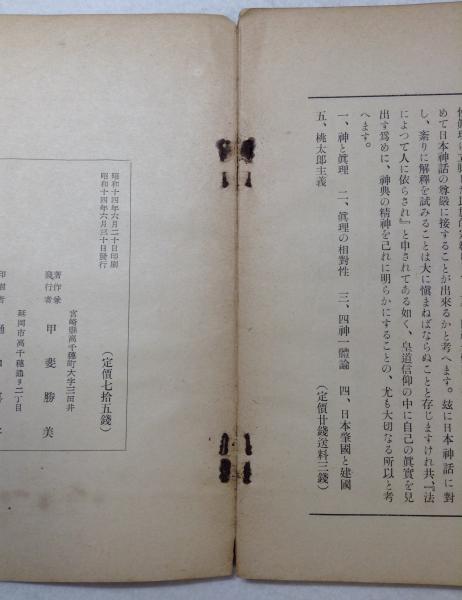 めて日本神話の尊嚴に接することが出來るかと考へます。玆に日本神話に對
し、紊りに解釋を試みることは大に愼まねばならぬことと存じますけれ共、『法
によつて人に依らされ』と申されてある如く、皇道信仰の中に自己の眞實を見
出す爲めに、神典の精神を己れに明らかにすることの、尤も大切なる所以と考
へます。
一、神と眞理　二、眞理の相對性　三、四神一體論　四、日本肇國と建國
五、桃太郎主義
（定價廿錢送料三錢）
昭和十四年六月二十日印刷
昭和十四年六月三十日發行
（定價七拾五錢）
宮崎縣高千穗町大字三田井
著作兼
發行者
甲斐勝美
延岡市高千穗通リ二丁目
印刷者